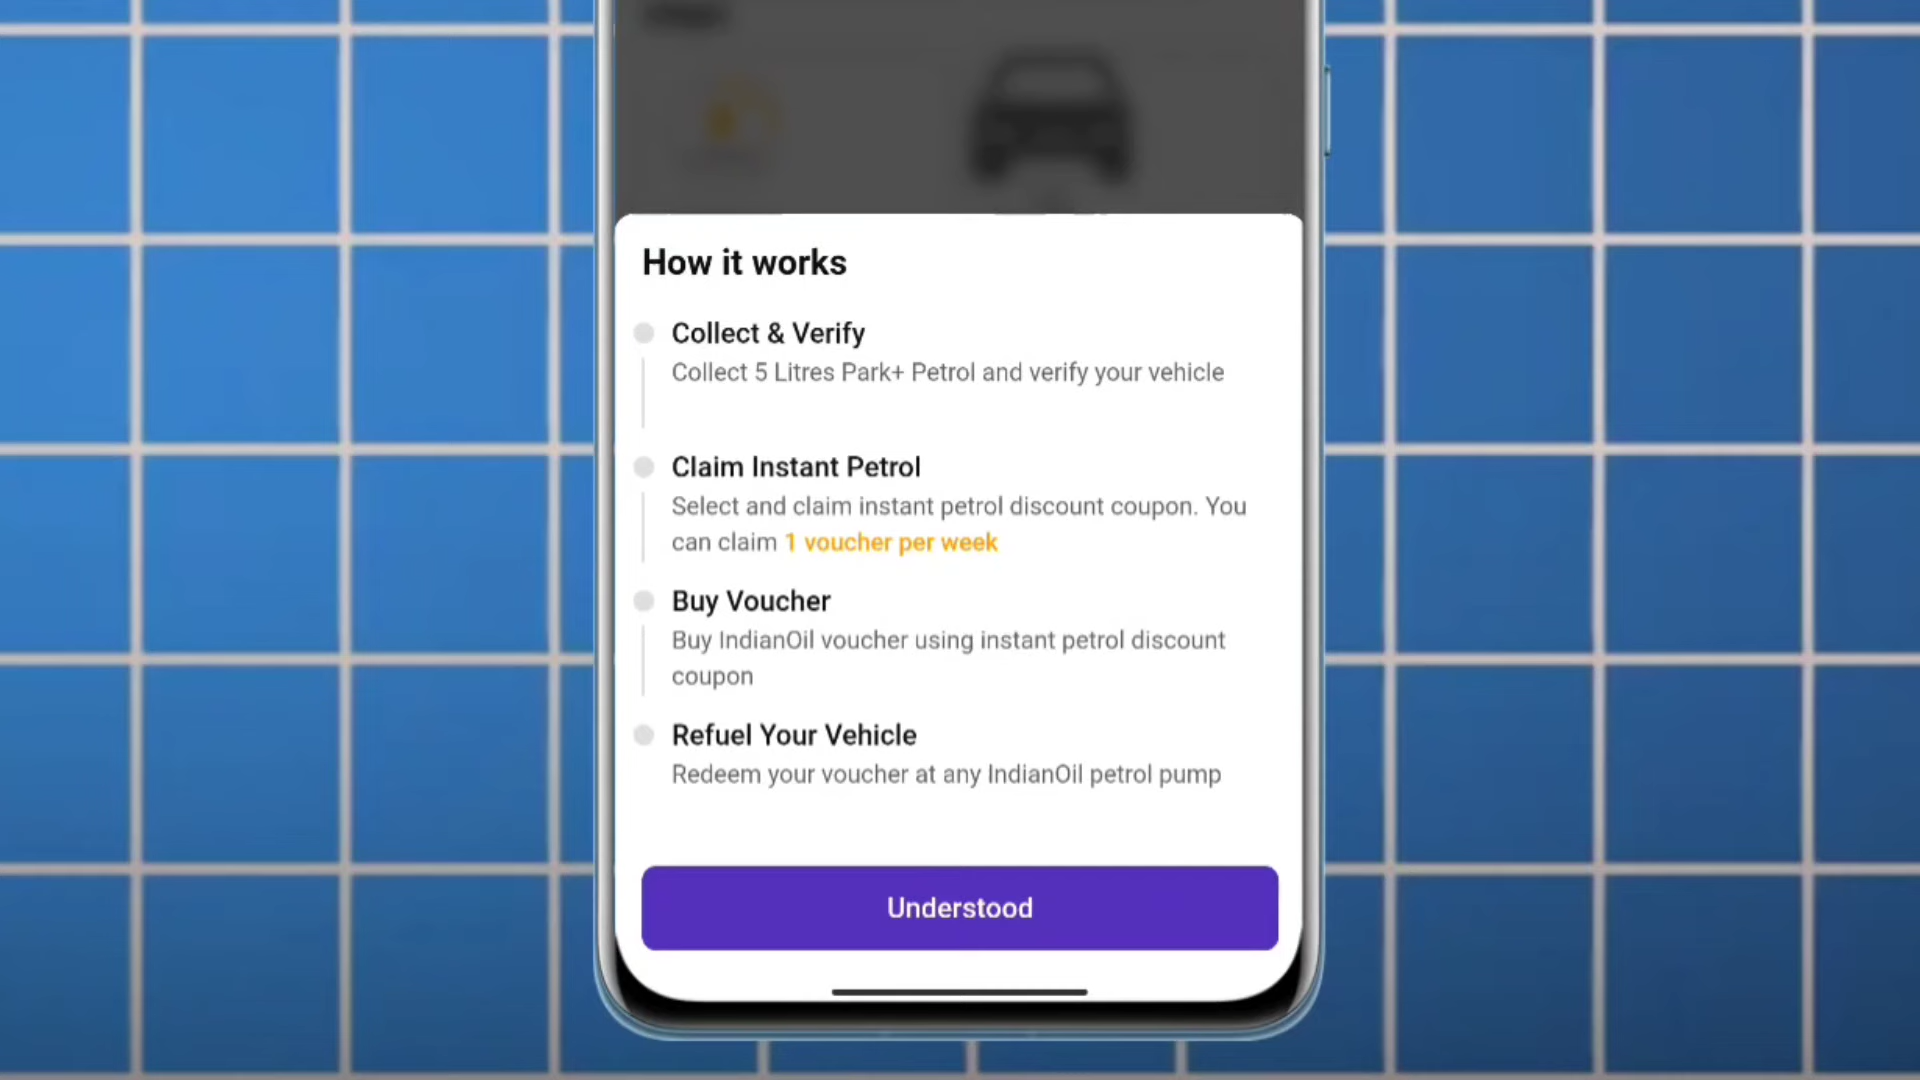 How it works
Collect & Verify
Collect 5 Litres Park+ Petrol and verify your vehicle
Claim Instant Petrol
Select and claim instant petrol discount coupon. You
can claim 1 voucher per week
Buy Voucher
Buy IndianOil voucher using instant petrol discount
coupon
Refuel Your Vehicle
Redeem your voucher at any IndianOil petrol pump
Understood